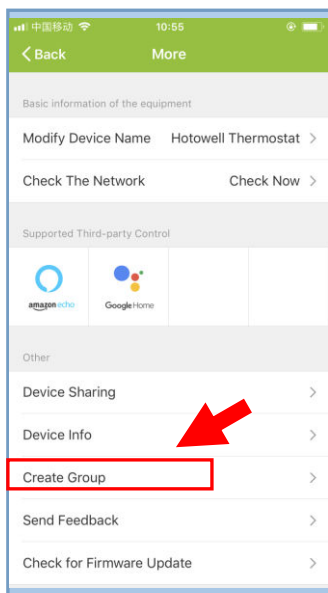 中国移动 10:55
Back More
Basic information of the equipment
Modify Device Name Hotowell Thermostat
Check The Network Check Now
Supported Third-party Control
amazon echo Google Home
Other
Device Sharing
Device Info
Create Group
Send Feedback
Check for Firmware Update